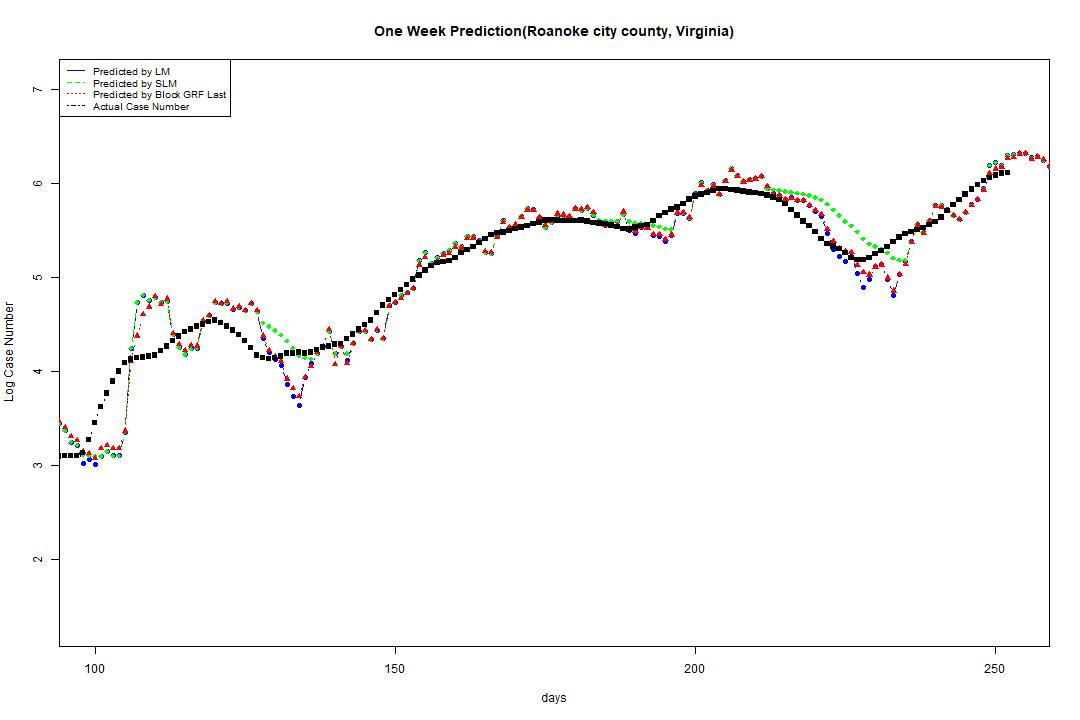 One Week Prediction(Roanoke city county, Virginia)
Predicted by LM
Predicted by SLM
Predicted by Block GRF Last
Actual Case Number
7
6
5
4
3
2
Log Case Number
100 150 200 250
days